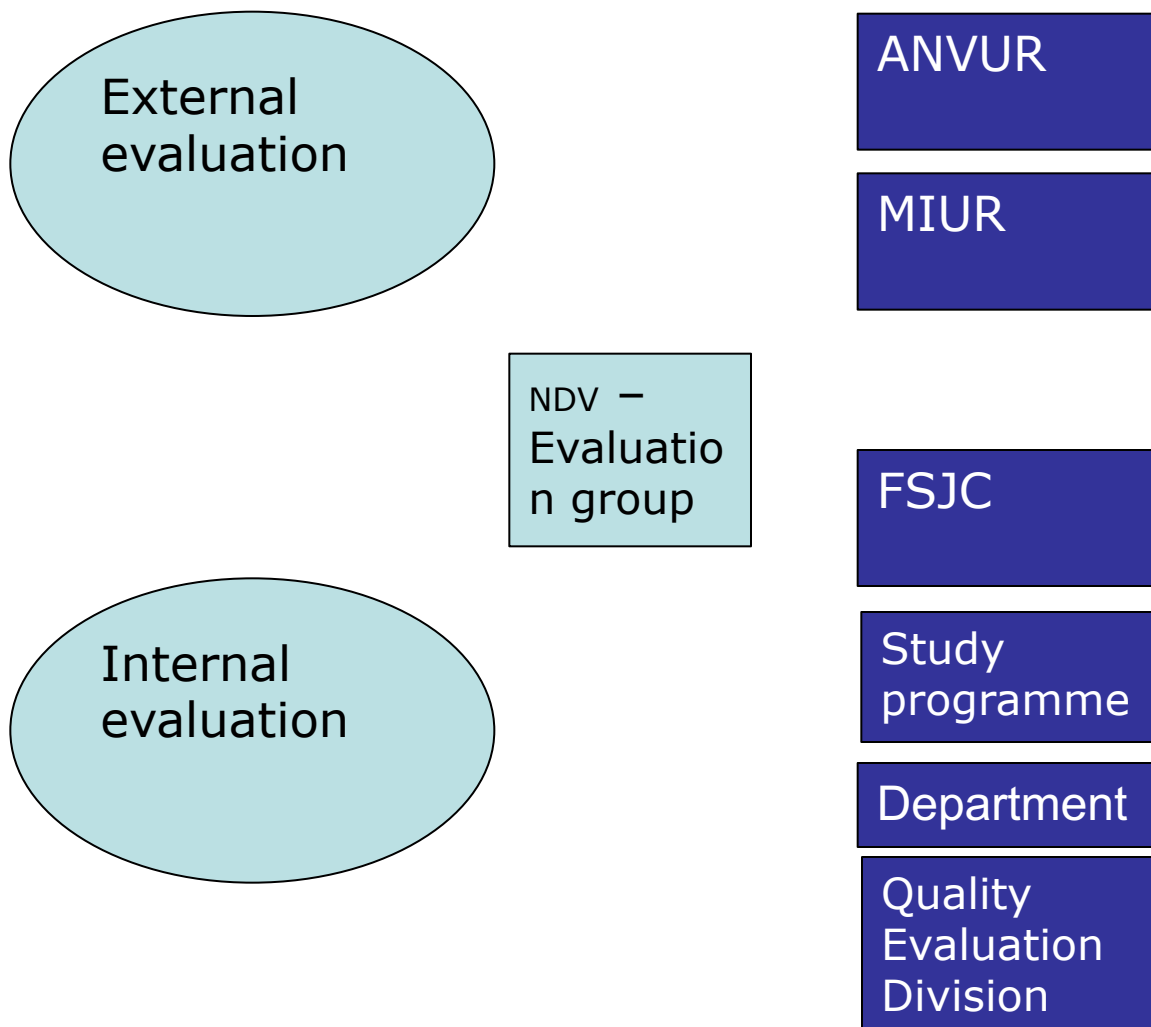 External
evaluation
ANVUR
MIUR
NDV –
Evaluatio
n group
FSJC
Internal
evaluation
Study
programme
Department
Quality
Evaluation
Division